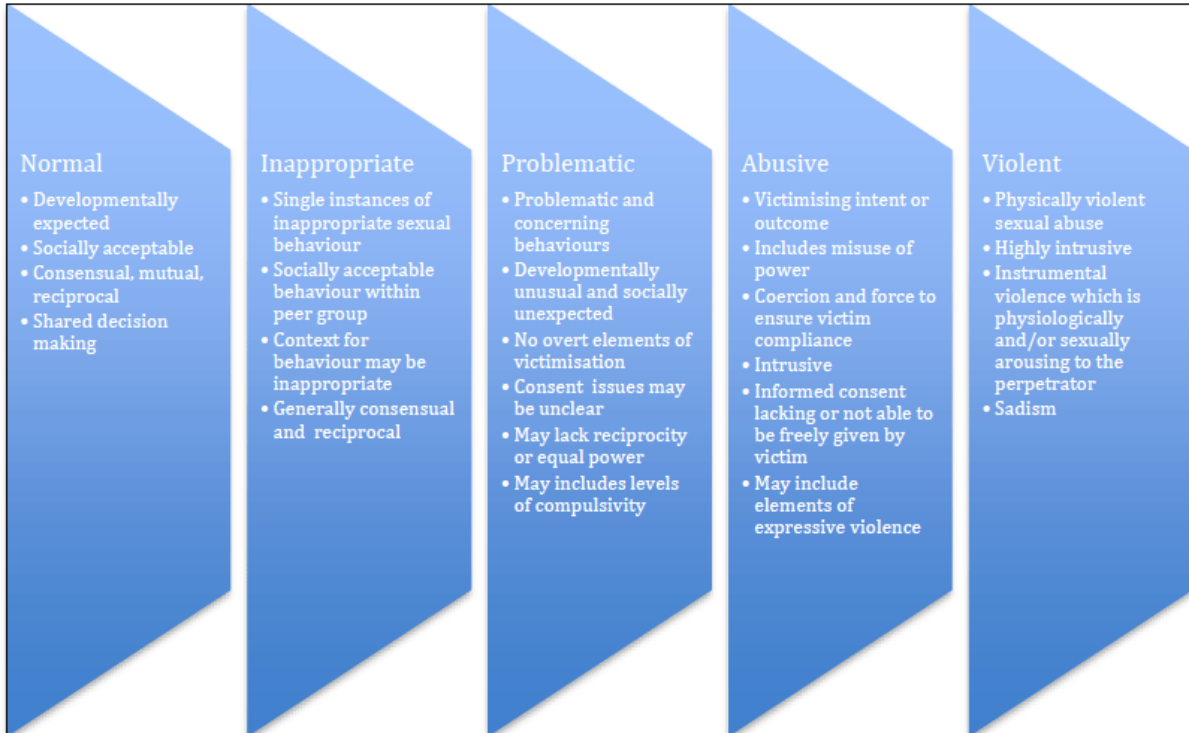 Normal
• Developmentally
expected
• Socially acceptable
• Consensual, mutual,
reciprocal
• Shared decision
making
Inappropriate
• Single instances of
inappropriate sexual
behaviour
• Socially acceptable
behaviour within
peer group
• Context for
behaviour may be
inappropriate
• Generally consensual
and reciprocal
Problematic
• Problematic and
concerning
behaviours
• Developmentally
unusual and socially
unexpected
• No overt elements of
victimisation
• Consent issues may
be unclear
• May lack reciprocity
or equal power
• May includes levels
of compulsivity
Abusive
• Victimising intent or
outcome
• Includes misuse of
power
• Coercion and force to
ensure victim
compliance
• Intrusive
• Informed consent
lacking or not able to
be freely given by
victim
• May include
elements of
expressive violence
Violent
• Physically violent
sexual abuse
• Highly intrusive
• Instrumental
violence which is
physiologically
and/or sexually
arousing to the
perpetrator
• Sadism